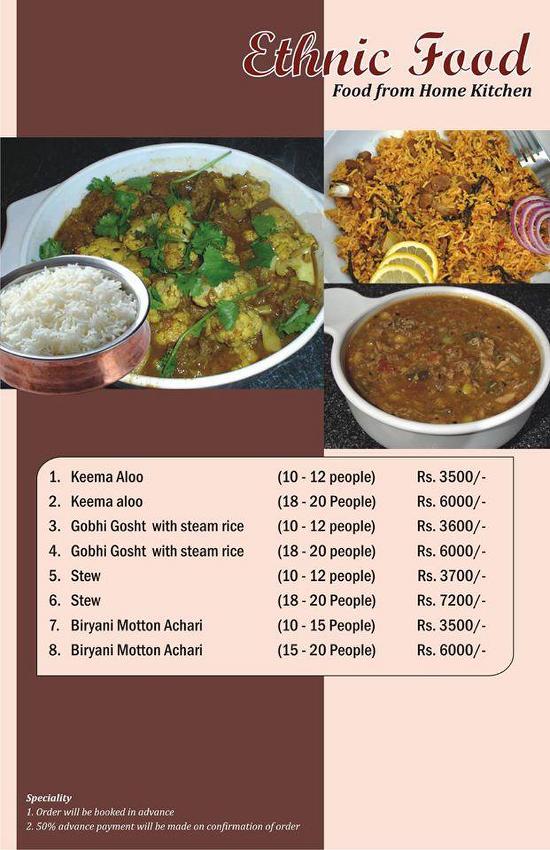 Ethnic Food
Food from Home Kitchen
1. Keema Aloo (10 - 12 people) Rs. 3500/-
2. Keema aloo (18 - 20 People) Rs. 6000/-
3. Gobhi Gosht with steam rice (10 - 12 people) Rs. 3600/-
4. Gobhi Gosht with steam rice (18 - 20 people) Rs. 6000/-
5. Stew (10 - 12 people) Rs. 3700/-
6. Stew (18 - 20 People) Rs. 7200/-
7. Biryani Motton Achari (10 - 15 People) Rs. 3500/-
8. Biryani Motton Achari (15 - 20 People) Rs. 6000/-
Speciality
1. Order will be booked in advance
2. 50% advance payment will be made on confirmation of order